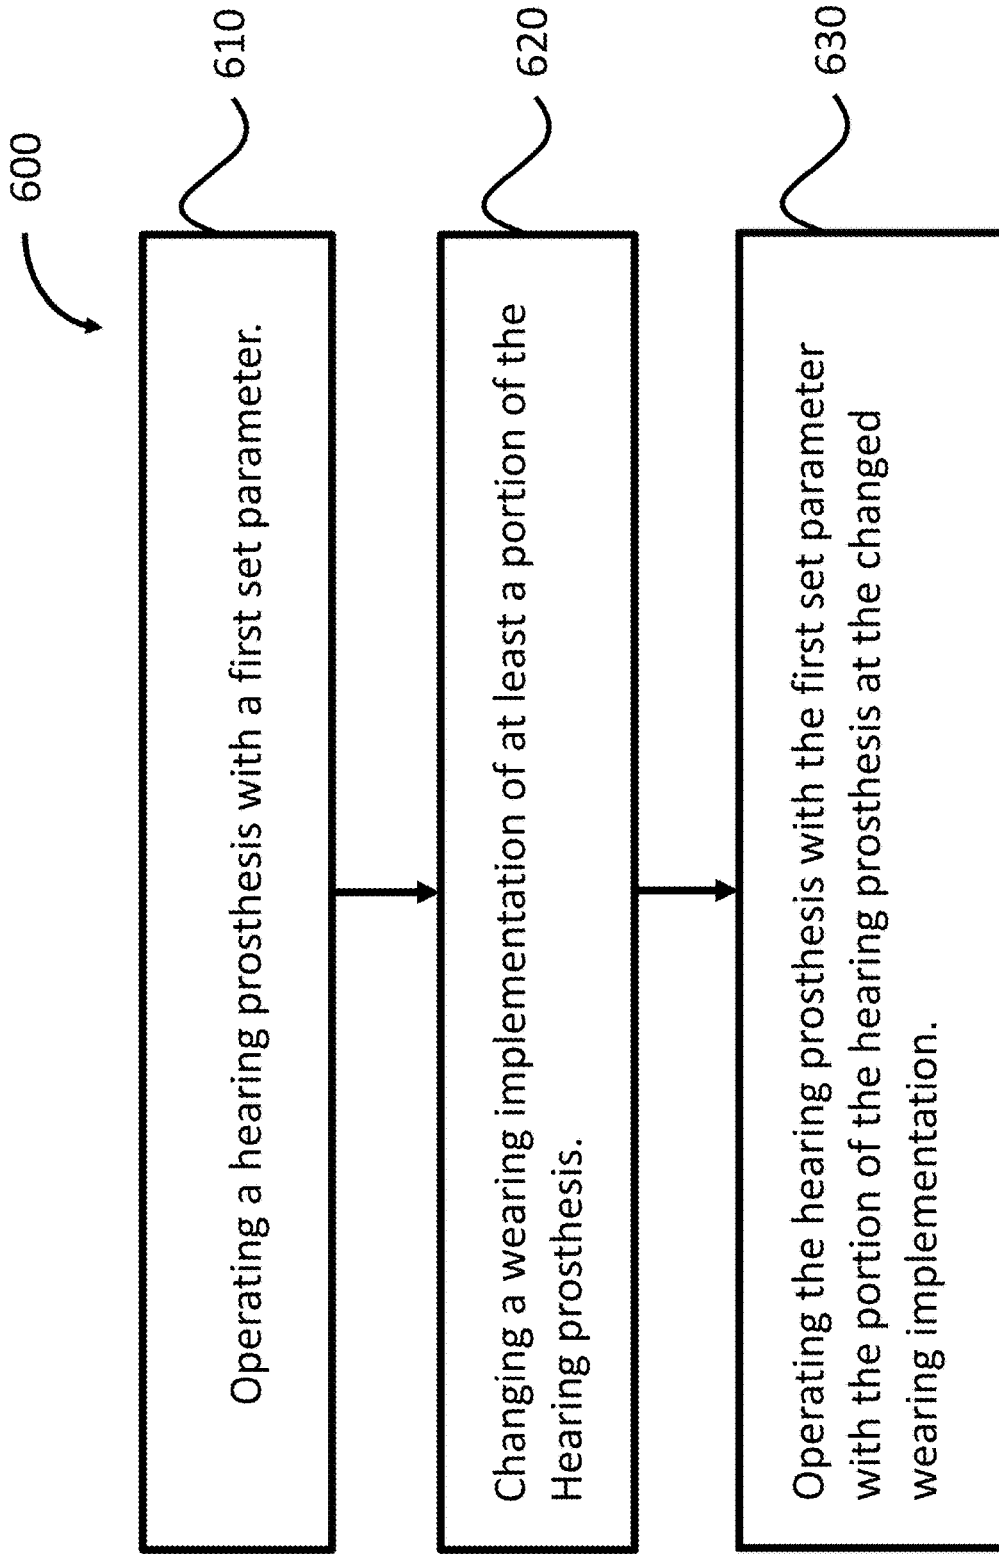 600
Operating a hearing prosthesis with a first set parameter.
610
Changing a wearing implementation of at least a portion of the
Hearing prosthesis.
620
Operating the hearing prosthesis with the first set parameter
with the portion of the hearing prosthesis at the changed
wearing implementation.
630